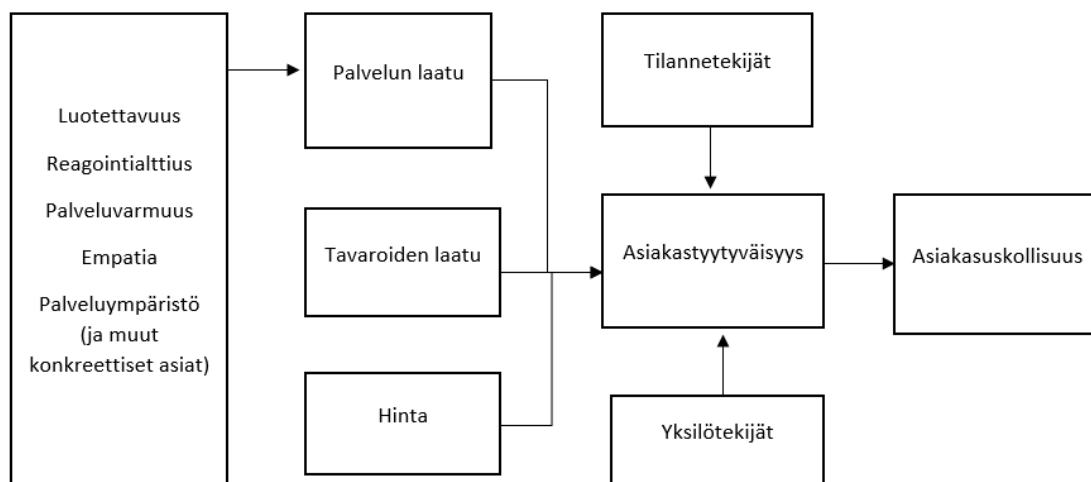 Luotettavuus
Reagointialttius
Palveluvarmuus
Empatia
Palveluympäristö
(ja muut
konkreettiset asiat)
Palvelun laatu
Tavaroiden laatu
Hinta
Tilannetekijät
Asiakastyytyväisyys
Yksilötekijät
Asiakasuskollisuus